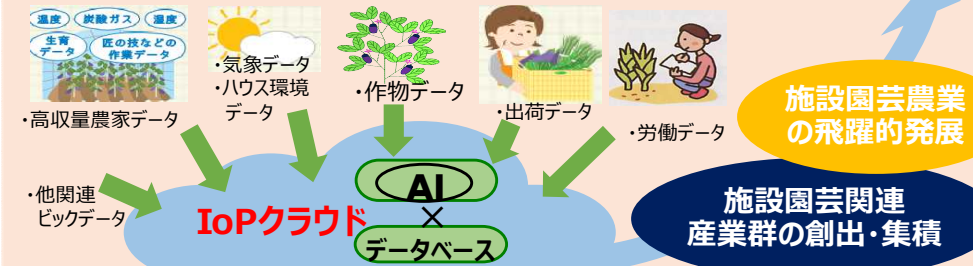 温度
炭酸ガス
湿度
生育
データ
匠の技などの
作業データ
・高収量農家データ
・気象データ
・ハウス環境
データ
・作物データ
・出荷データ
・労働データ
・他関連
ビックデータ
IoPクラウド
AI
×
データベース
施設園芸農業
の飛躍的発展
施設園芸関連
産業群の創出・集積